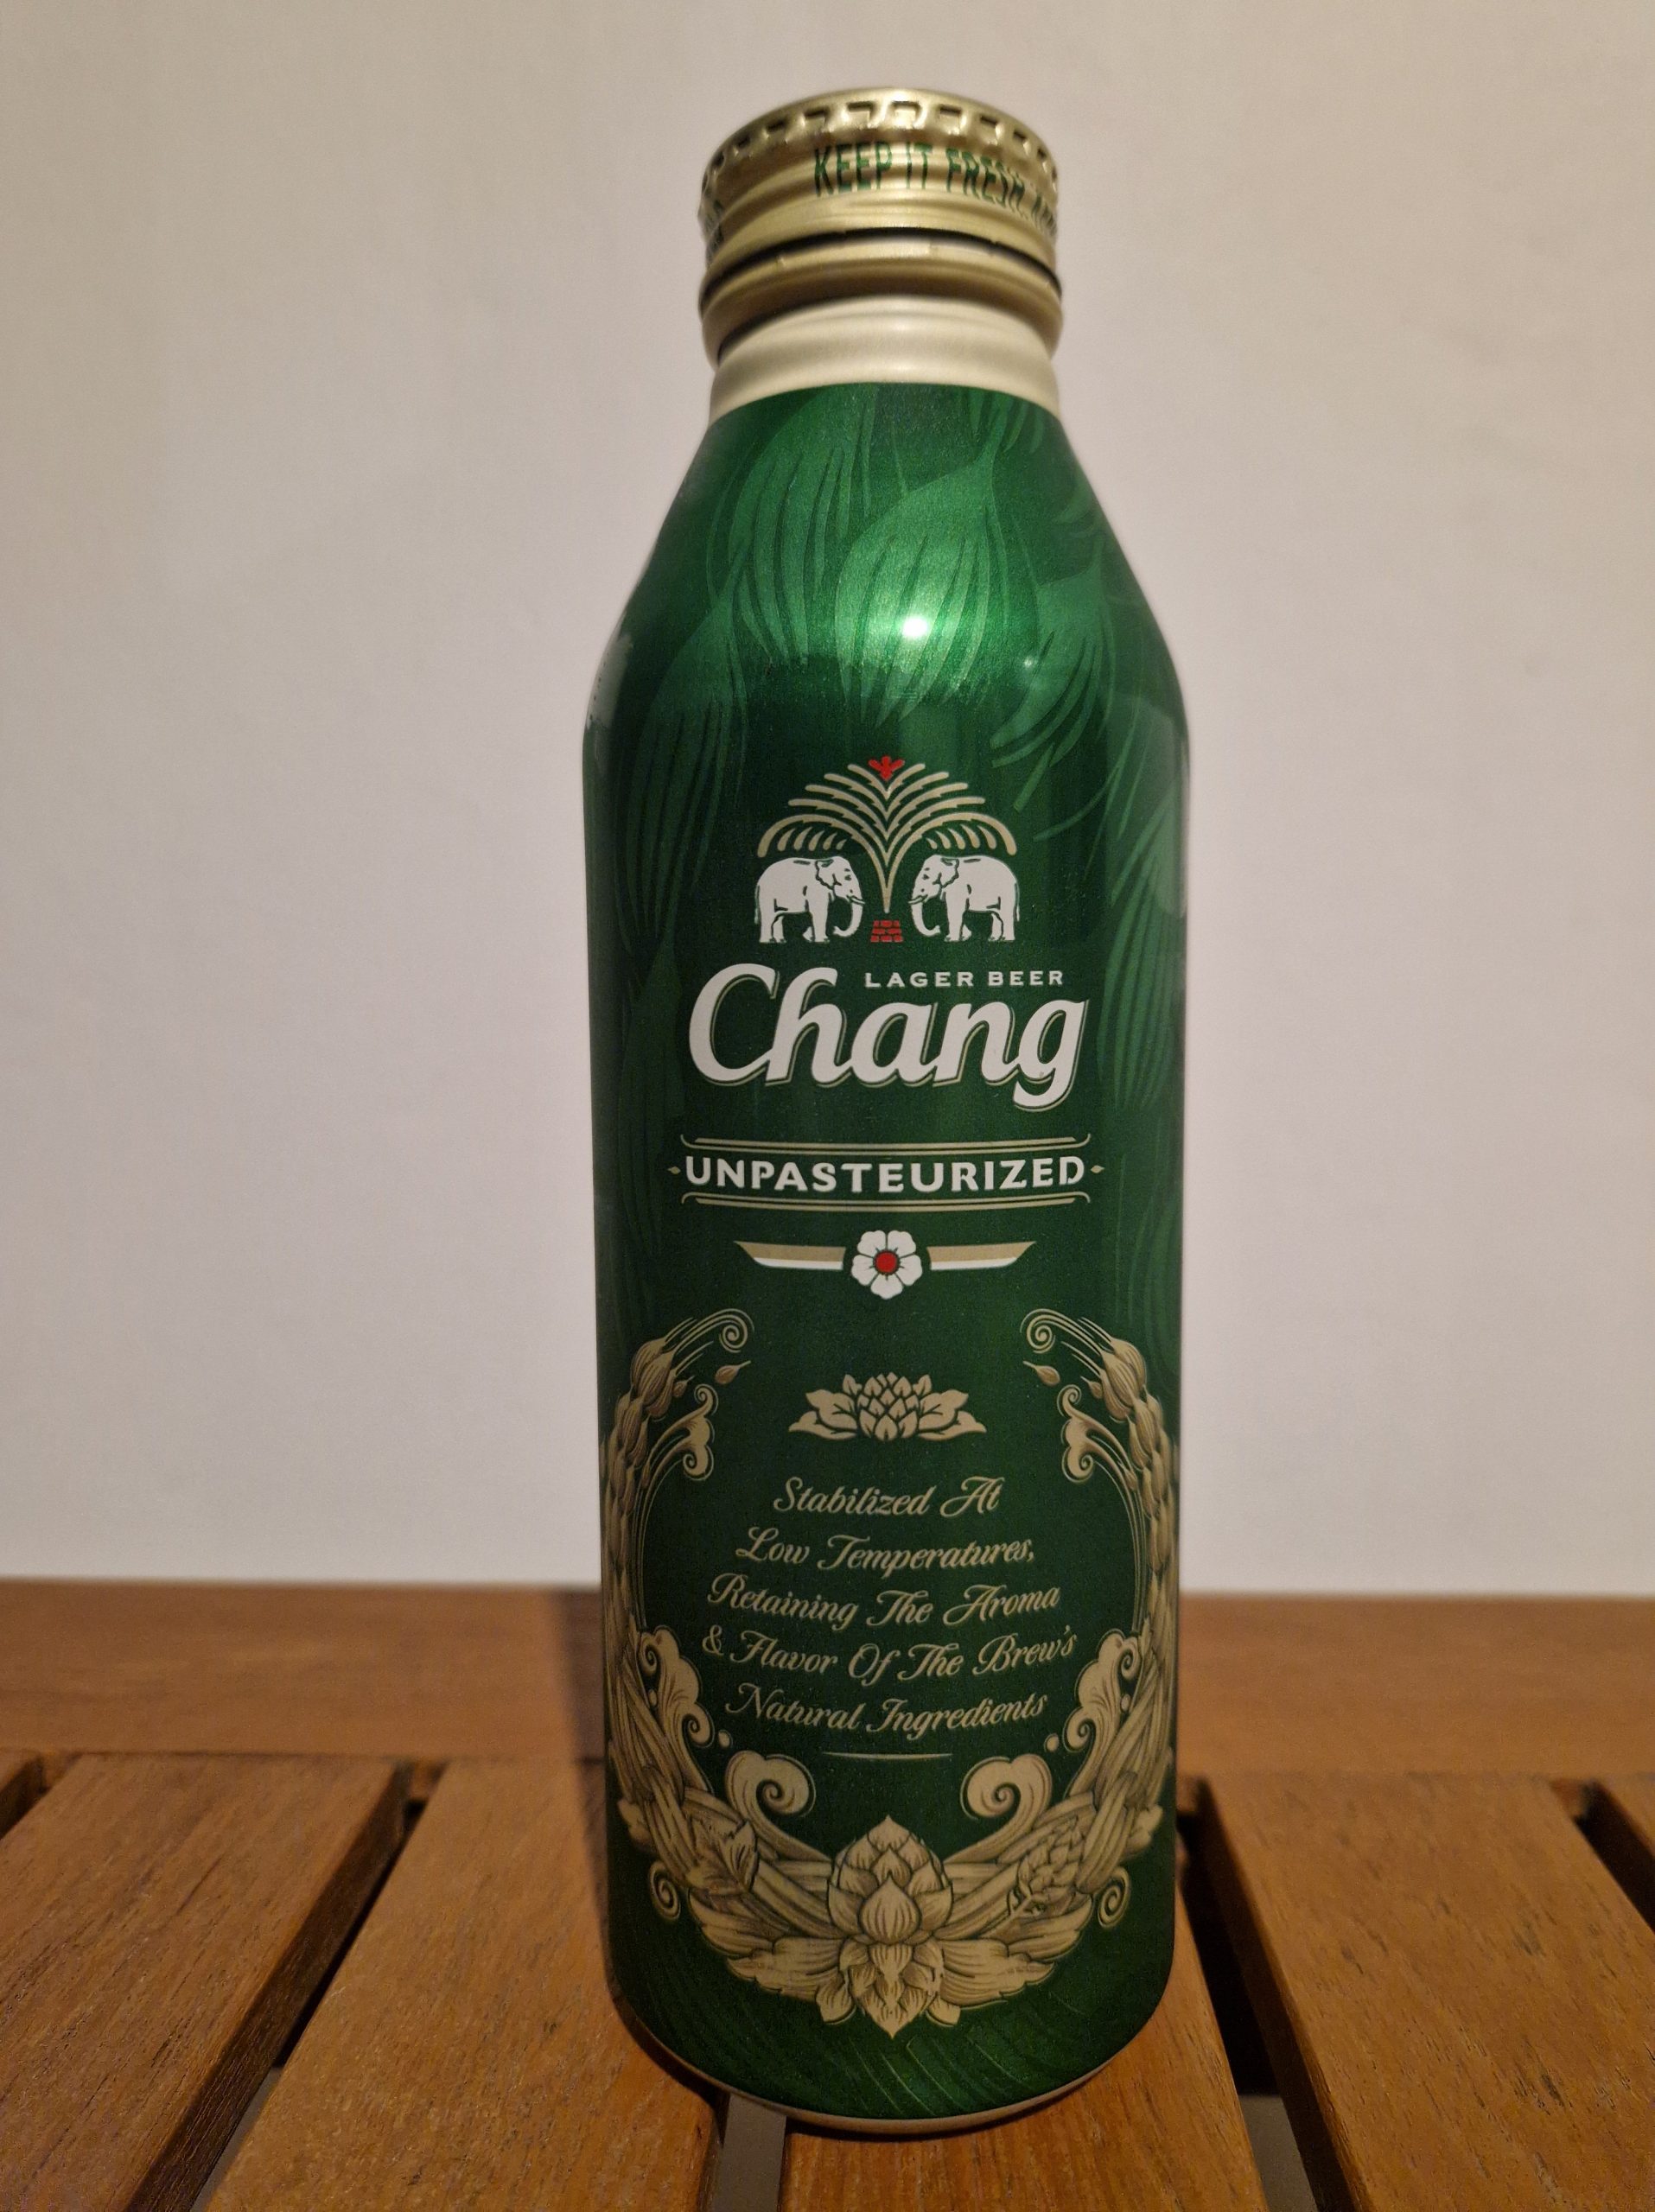 KEEP IT FRESH.
LAGER BEER
Chang
UNPASTEURIZED
Stabilized At
Low Temperatures,
Retaining The Aroma
& Flavor Of The Brew's
Natural Ingredients